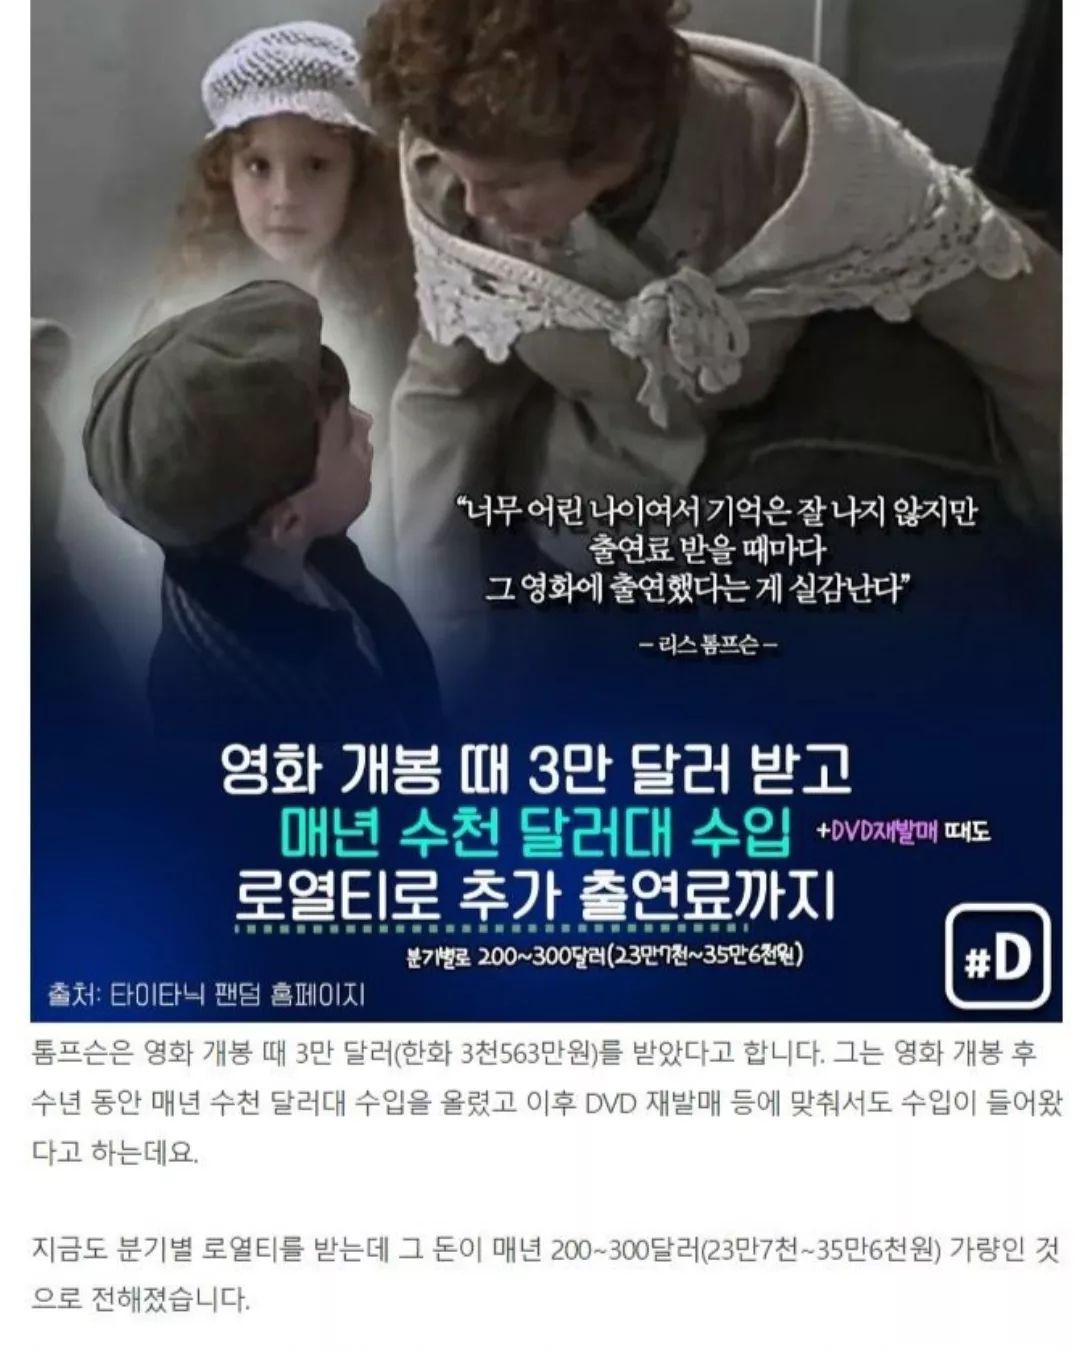 “너무 어린 나이여서 기억은 잘 나지 않지만
출연료 받을 때마다
그 영화에 출연했다는 게 실감난다”
– 리스 톰프슨 –
영화 개봉 때 3만 달러 받고
매년 수천 달러대 수입 +DVD재발매 때도
로열티로 추가 출연료까지
분기별로 200~300달러(23만7천~35만6천원)
#D
출처: 타이타닉 팬덤 홈페이지
톰프슨은 영화 개봉 때 3만 달러(한화 3천563만원)를 받았다고 합니다. 그는 영화 개봉 후
수년 동안 매년 수천 달러대 수입을 올렸고 이후 DVD 재발매 등에 맞춰서도 수입이 들어왔
다고 하는데요.
지금도 분기별 로열티를 받는데 그 돈이 매년 200~300달러(23만7천~35만6천원) 가량인 것
으로 전해졌습니다.